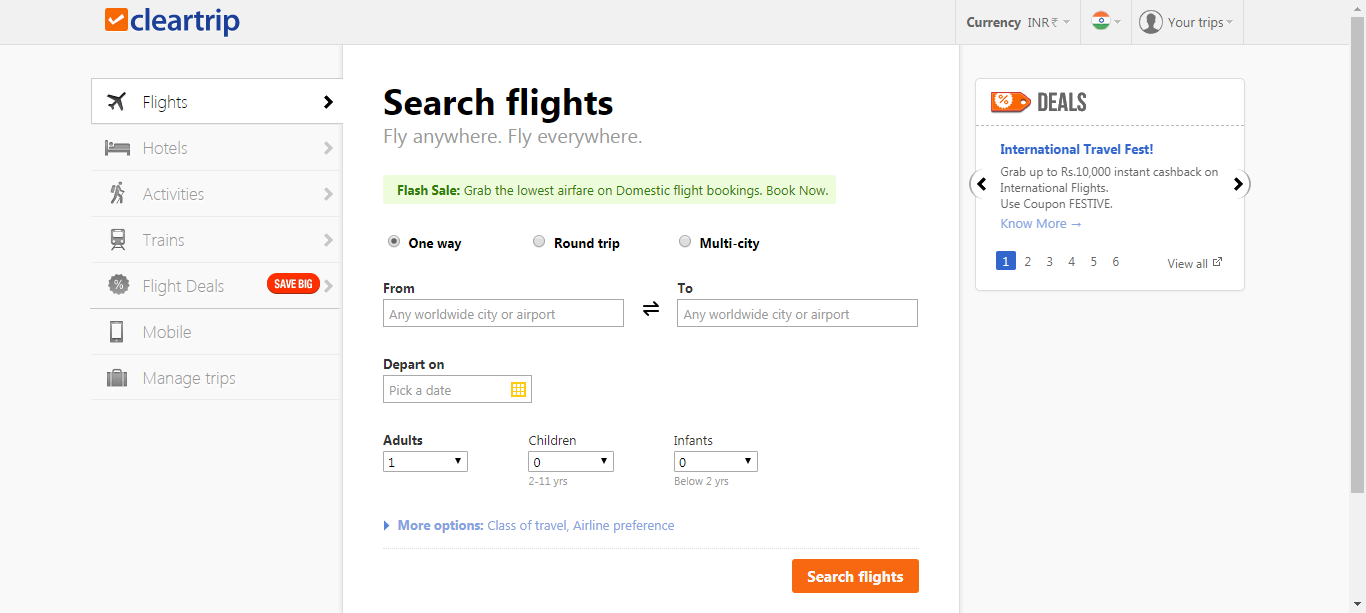 cleartrip
Currency INR ₹
Your trips
Flights
Hotels
Activities
Trains
% Flight Deals SAVE BIG
Mobile
Manage trips
Search flights
Fly anywhere. Fly everywhere.
Flash Sale: Grab the lowest airfare on Domestic flight bookings. Book Now.
One way Round trip Multi-city
From To
Any worldwide city or airport Any worldwide city or airport
Depart on
Pick a date
Adults Children Infants
1 0 0
2-11 yrs Below 2 yrs
More options: Class of travel, Airline preference
Search flights
% DEALS
International Travel Fest!
Grab up to Rs.10,000 instant cashback on
International Flights.
Use Coupon FESTIVE.
Know More →
1 2 3 4 5 6 View all